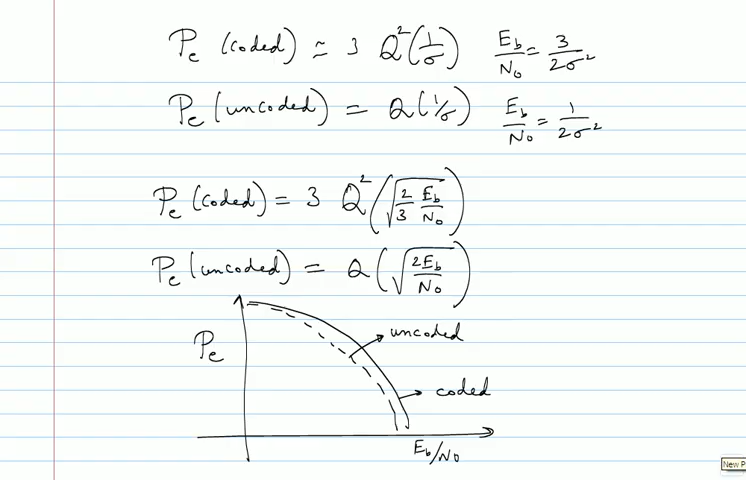 Pe (coded) ≃ 3 Q²(1/σ) Eb/N0 = 3/2σ²
Pe (uncoded) = Q(1/σ) Eb/N0 = 1/2σ²
Pe (coded) = 3 Q²(√(2/3 Eb/N0))
Pe (uncoded) = Q(√(2Eb/N0))
uncoded
Pe
coded
Eb/N0
New P